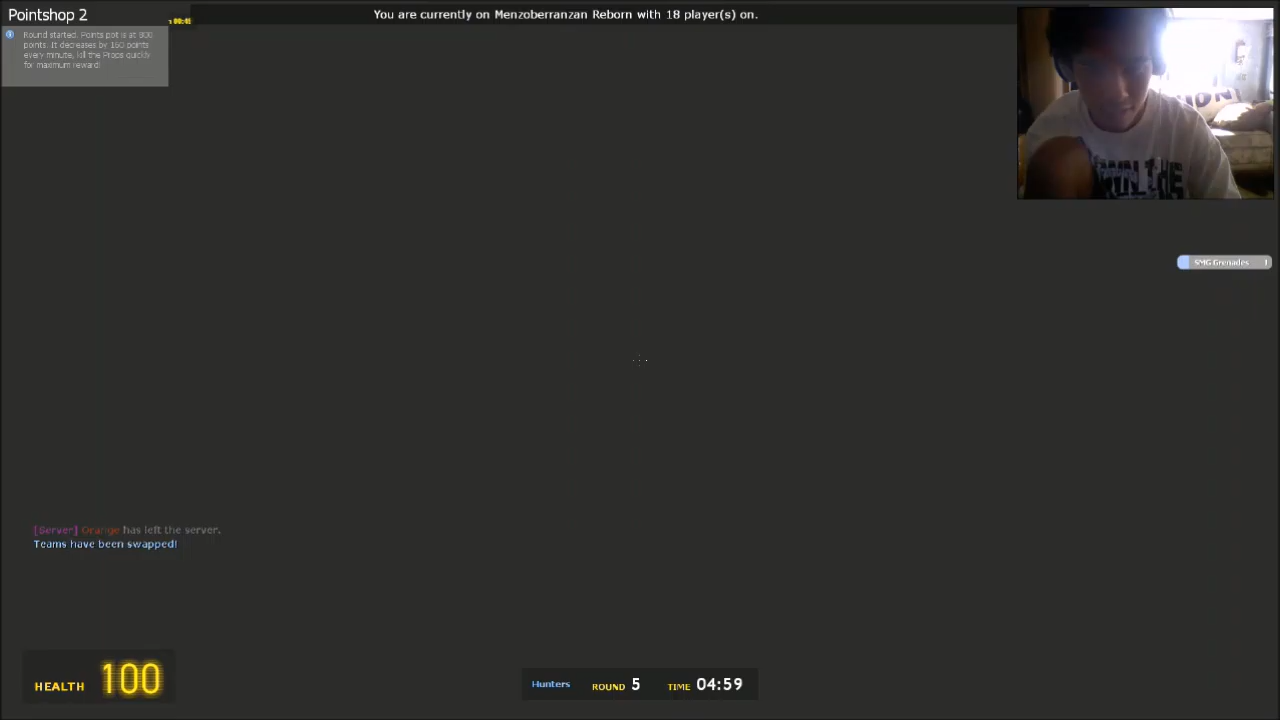 Pointshop 2
You are currently on Menzoberranzan Reborn with 18 player(s) on.
Round started. Points pot is at 800
points. It decreases by 160 points
every minute, kill the Props quickly
for maximum reward!
SMG Grenades 1
[Server] Orange has left the server.
Teams have been swapped!
HEALTH 100
Hunters ROUND 5 TIME 04:59